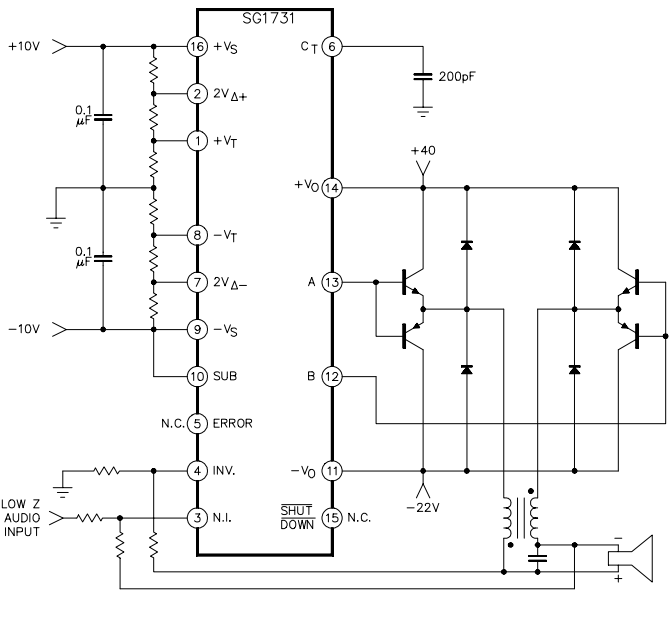 SG1731
+10V
16 +VS
CT 6
200pF
2 2VΔ+
0.1
μF
1 +VT
+40
+VO 14
8 −VT
0.1
μF
A 13
7 2VΔ−
−10V
9 −VS
10 SUB
B 12
N.C. 5 ERROR
4 INV.
−VO 11
−22V
LOW Z
AUDIO
INPUT
3 N.I.
SHUT
DOWN
15 N.C.
−
+